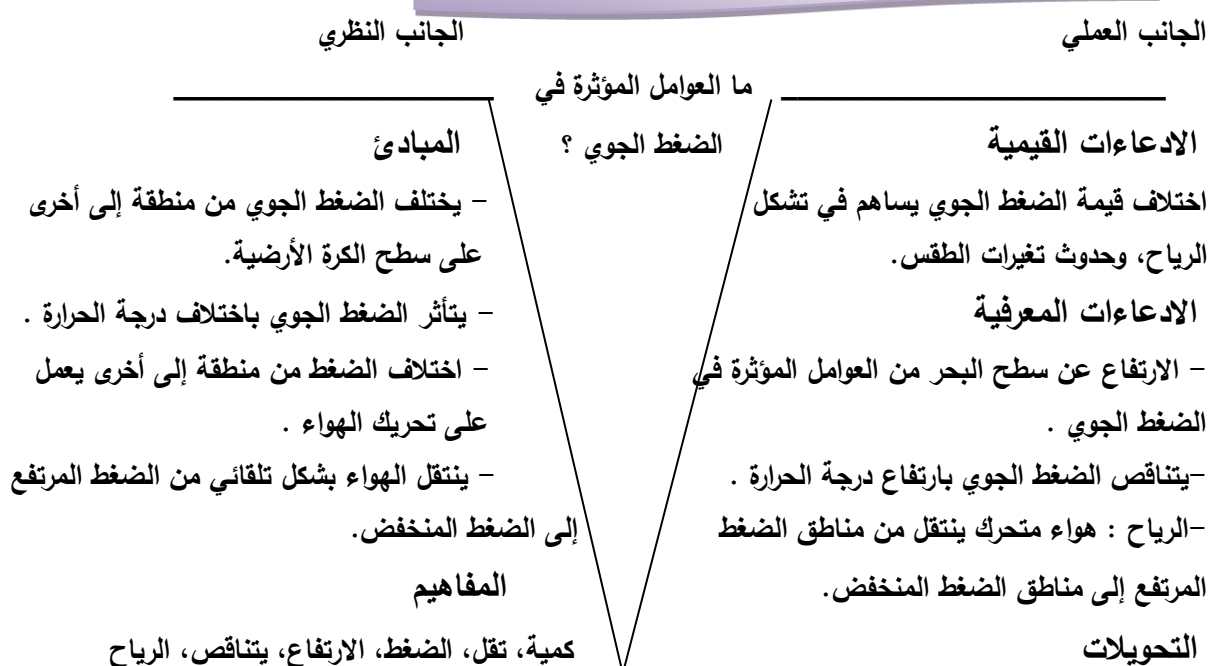 الجانب العملي
الجانب النظري
ما العوامل المؤثرة في
الضغط الجوي ؟
الادعاءات القيمية
اختلاف قيمة الضغط الجوي يساهم في تشكل
الرياح، وحدوث تغيرات الطقس.
الادعاءات المعرفية
- الارتفاع عن سطح البحر من العوامل المؤثرة في
الضغط الجوي .
-يتناقص الضغط الجوي بارتفاع درجة الحرارة .
-الرياح : هواء متحرك ينتقل من مناطق الضغط
المرتفع إلى مناطق الضغط المنخفض.
التحويلات
المبادئ
- يختلف الضغط الجوي من منطقة إلى أخرى
على سطح الكرة الأرضية.
- يتأثر الضغط الجوي باختلاف درجة الحرارة .
- اختلاف الضغط من منطقة إلى أخرى يعمل
على تحريك الهواء .
- ينتقل الهواء بشكل تلقائي من الضغط المرتفع
إلى الضغط المنخفض.
المفاهيم
كمية، تقل، الضغط، الارتفاع، يتناقص، الرياح